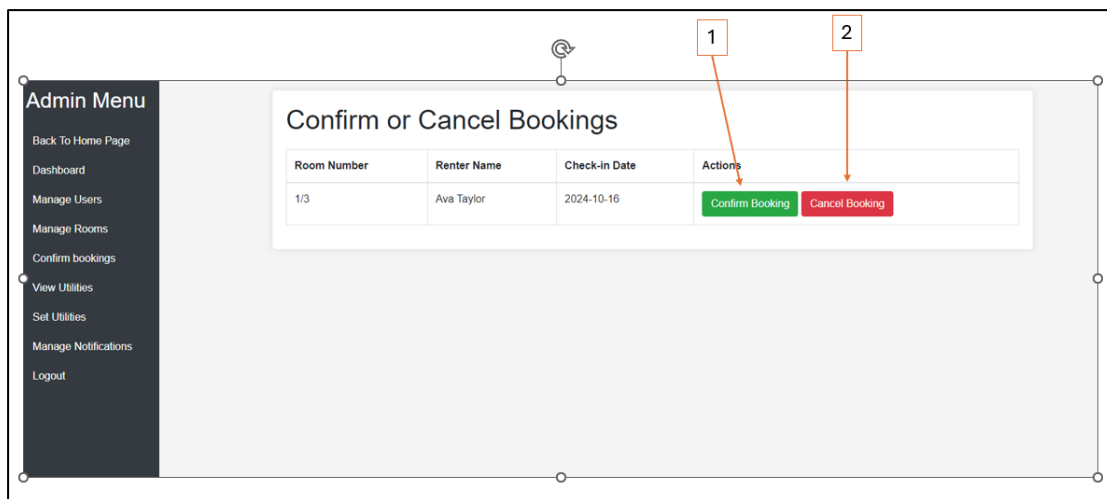 1
2
Admin Menu
Back To Home Page
Dashboard
Manage Users
Manage Rooms
Confirm bookings
View Utilities
Set Utilities
Manage Notifications
Logout
Confirm or Cancel Bookings
Room Number Renter Name Check-in Date Actions
1/3 Ava Taylor 2024-10-16 Confirm Booking Cancel Booking